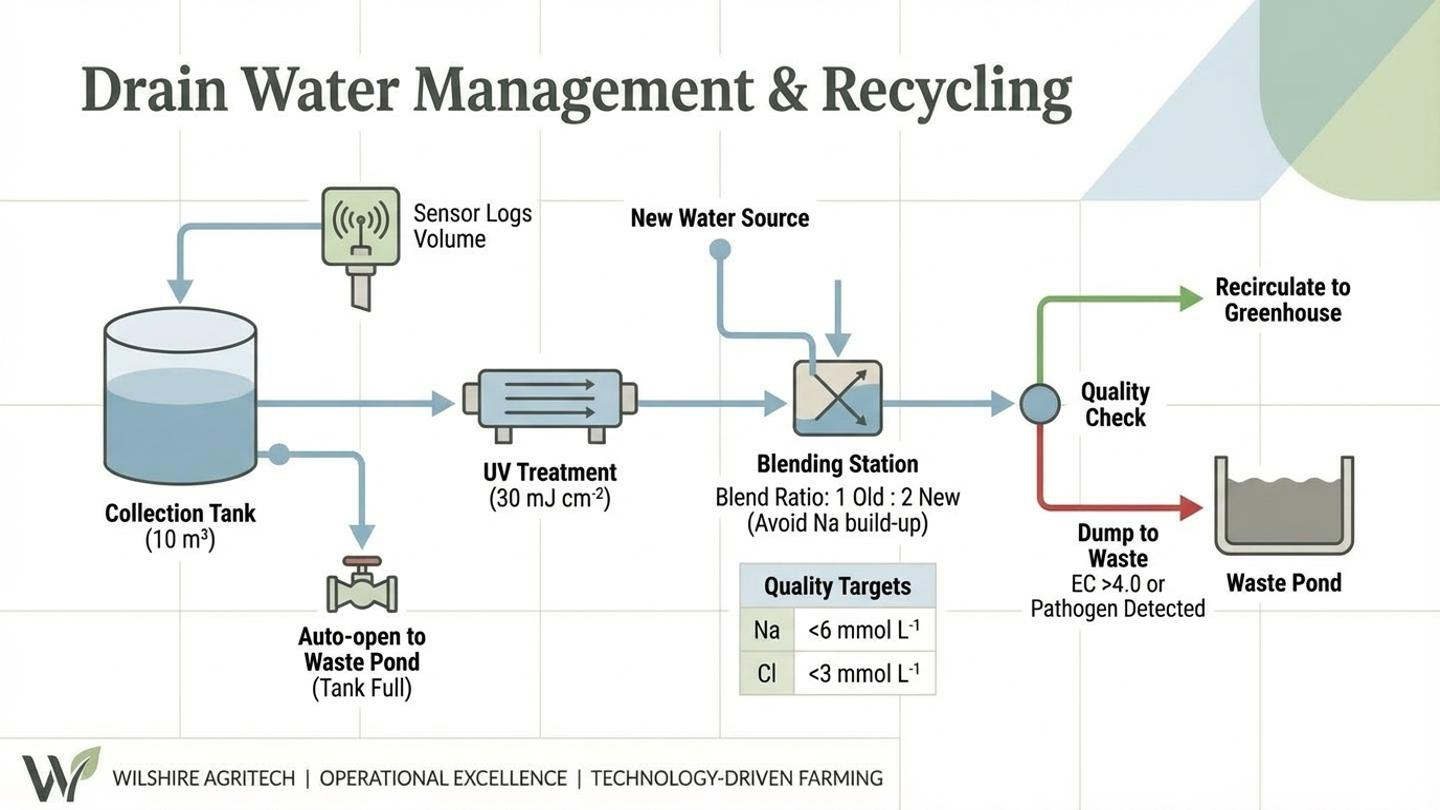 Drain Water Management & Recycling
Sensor Logs
Volume
New Water Source
Recirculate to
Greenhouse
Quality
Check
UV Treatment
(30 mJ cm⁻²)
Blending Station
Blend Ratio: 1 Old : 2 New
(Avoid Na build-up)
Collection Tank
(10 m³)
Dump to
Waste
EC >4.0 or
Pathogen Detected
Waste Pond
Quality Targets
Na <6 mmol L⁻¹
Cl <3 mmol L⁻¹
Auto-open to
Waste Pond
(Tank Full)
W WILSHIRE AGRITECH | OPERATIONAL EXCELLENCE | TECHNOLOGY-DRIVEN FARMING